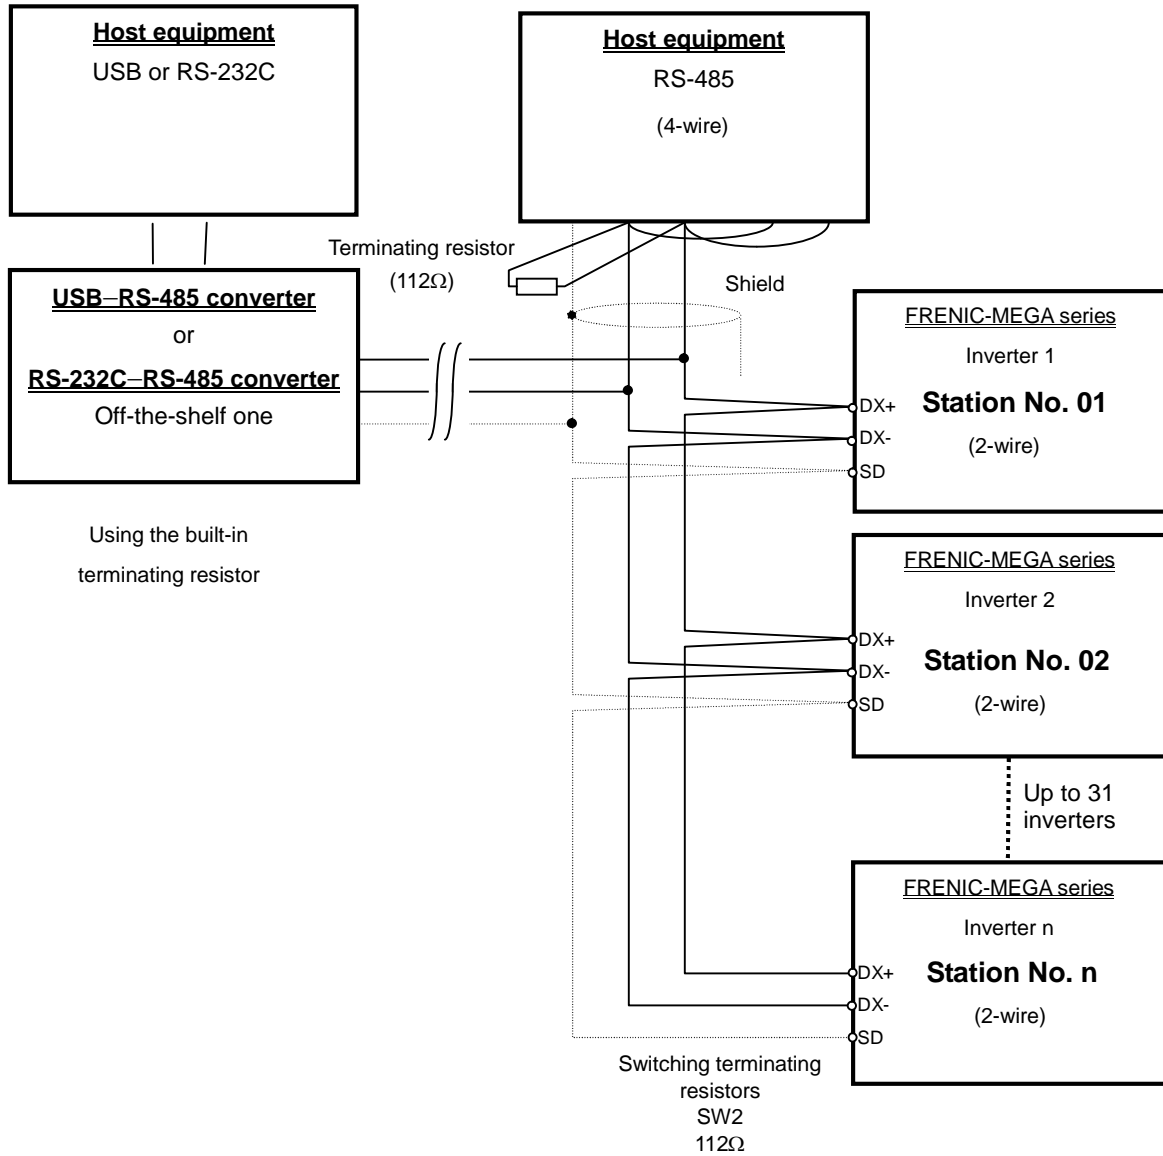 Host equipment
USB or RS-232C
Host equipment
RS-485
(4-wire)
Terminating resistor
(112Ω)
Shield
USB–RS-485 converter
or
RS-232C–RS-485 converter
Off-the-shelf one
Using the built-in
terminating resistor
FRENIC-MEGA series
Inverter 1
DX+
Station No. 01
DX-
(2-wire)
SD
FRENIC-MEGA series
Inverter 2
DX+
Station No. 02
DX-
(2-wire)
SD
Up to 31
inverters
FRENIC-MEGA series
Inverter n
DX+
Station No. n
DX-
(2-wire)
SD
Switching terminating
resistors
SW2
112Ω